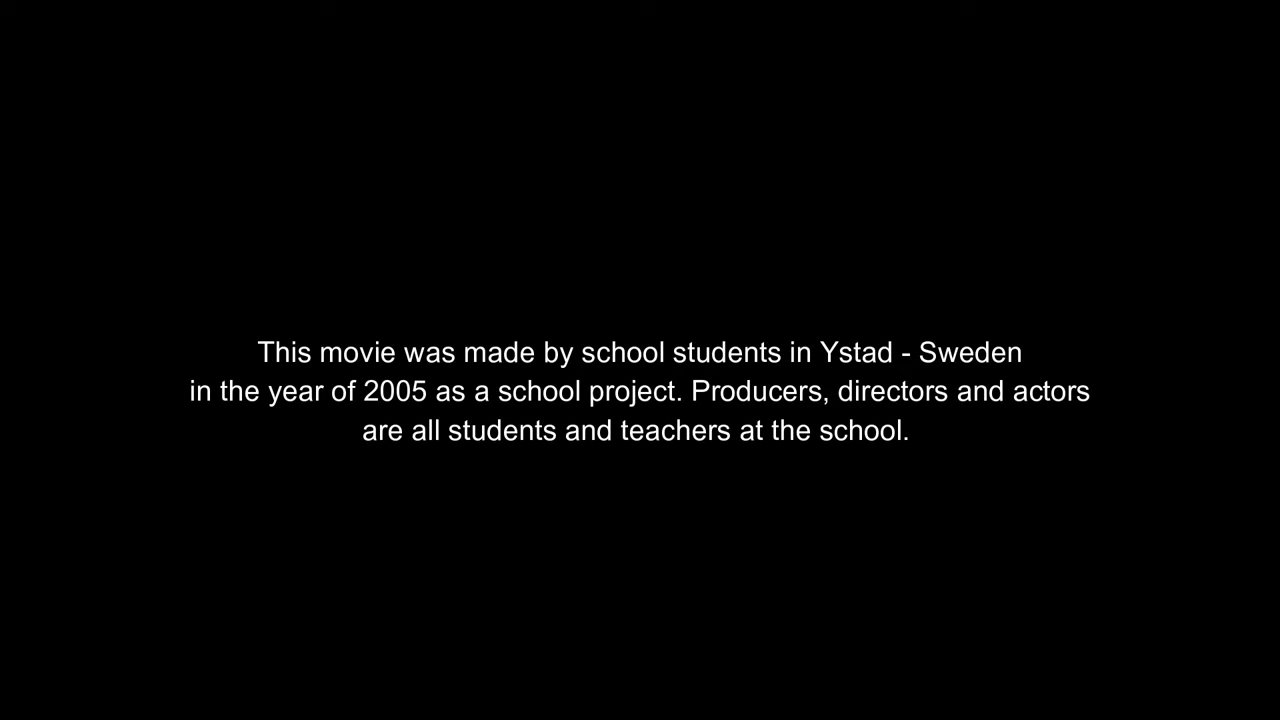 This movie was made by school students in Ystad - Sweden
in the year of 2005 as a school project. Producers, directors and actors
are all students and teachers at the school.